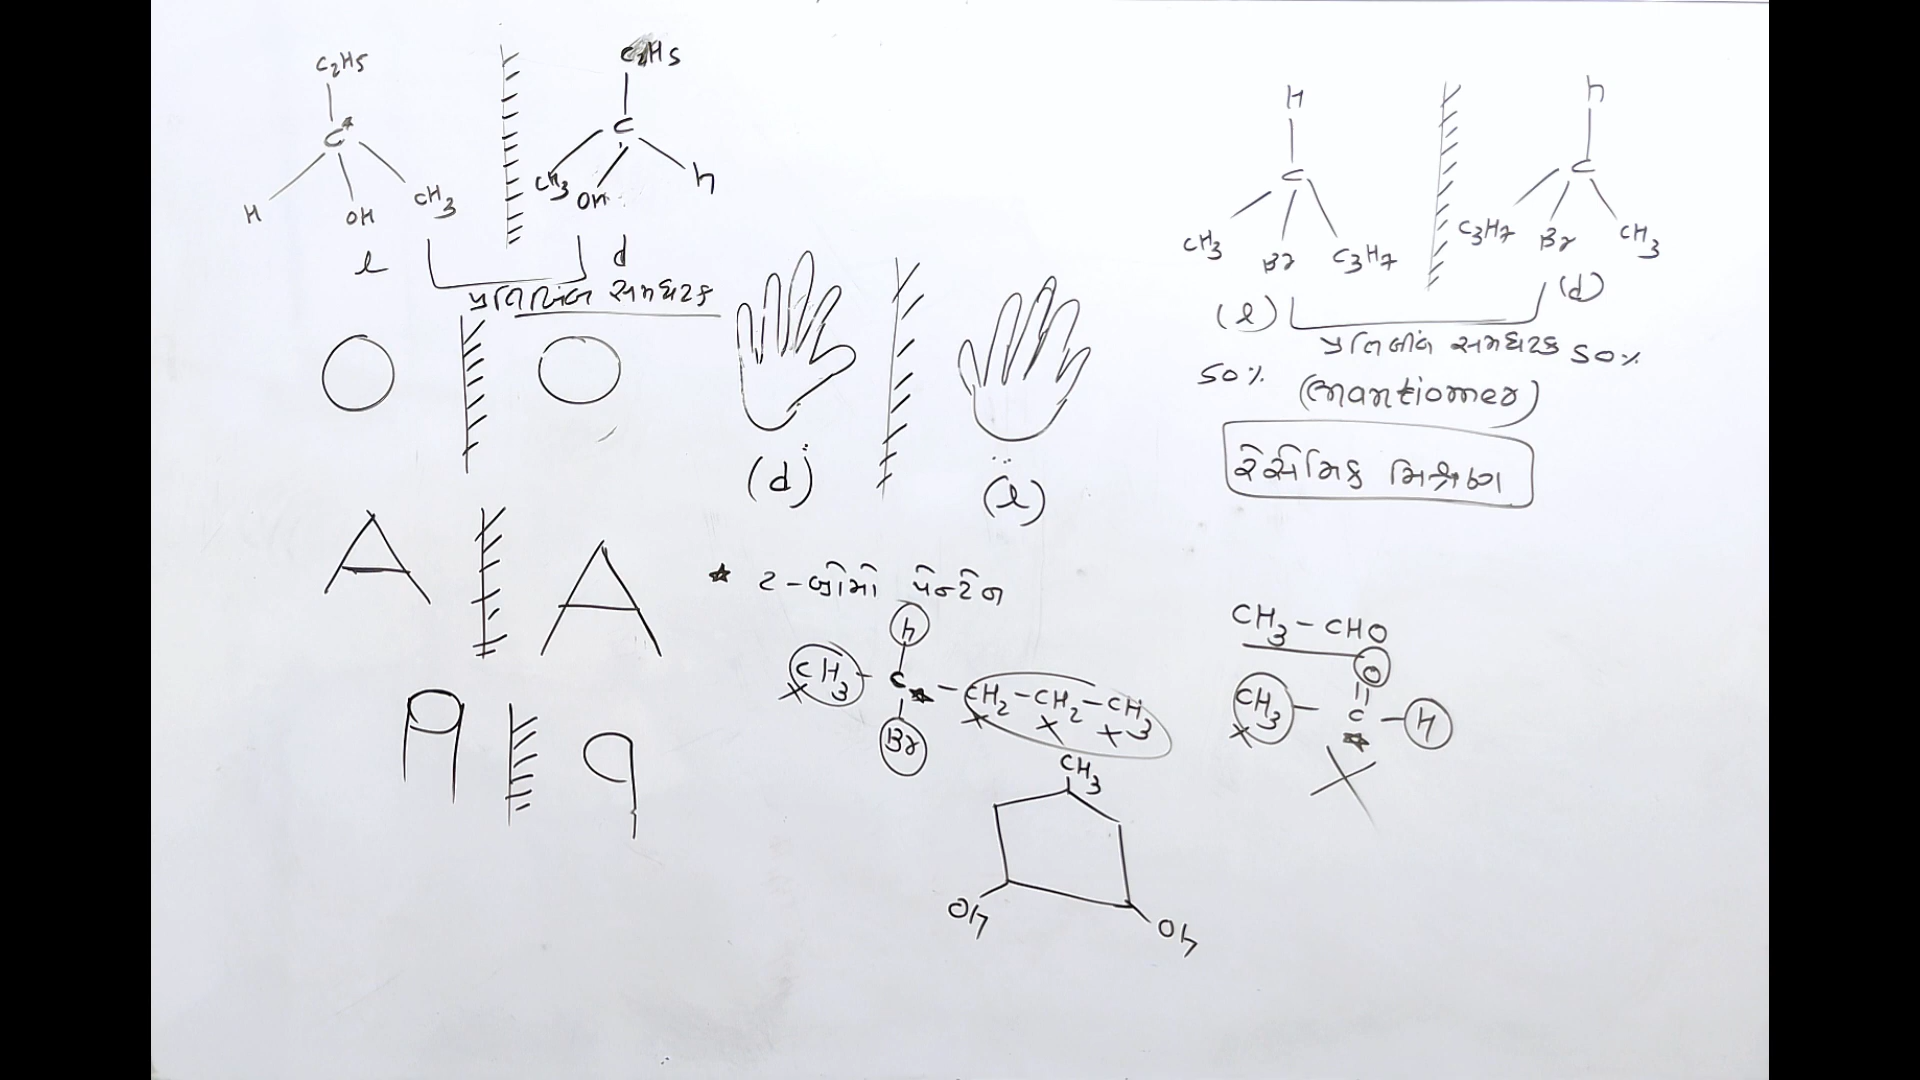 C2H5
C*
H OH CH3
l
C2H5
C
CH3 OH H
d
પ્રતિબિંબ સમઘટક
H
C
CH3 Br C3H7
(l)
H
C
C3H7 Br CH3
(d)
પ્રતિબીંબ સમઘટક
50% 50%
(enantiomer)
રેસેમિક મિશ્રણ
(d) (l)
A A
q q
★ 2-બ્રોમો પેન્ટેન
H
CH3 - C★ - CH2 - CH2 - CH3
x x x x
Br
CH3 - CHO
O
CH3 - C - H
x ★
X
CH3
OH OH